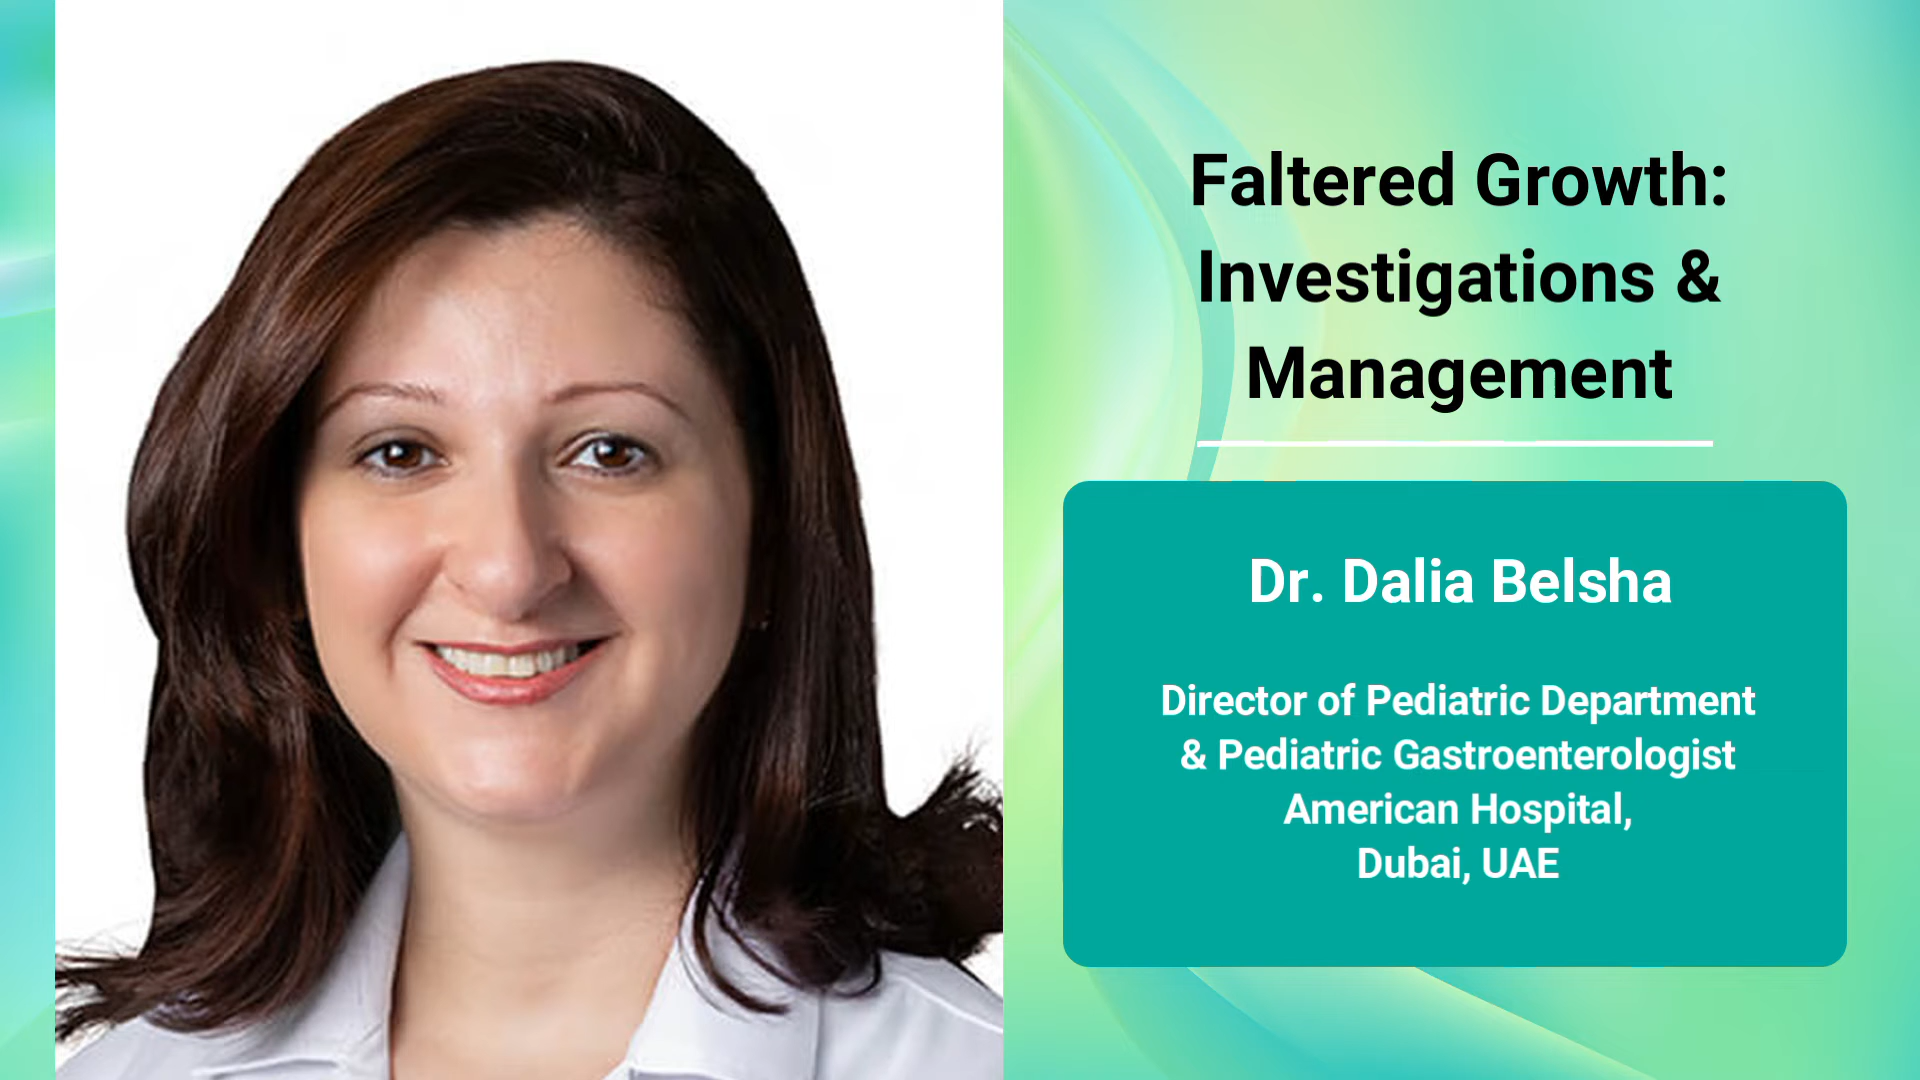 Faltered Growth:
Investigations &
Management
Dr. Dalia Belsha
Director of Pediatric Department
& Pediatric Gastroenterologist
American Hospital,
Dubai, UAE